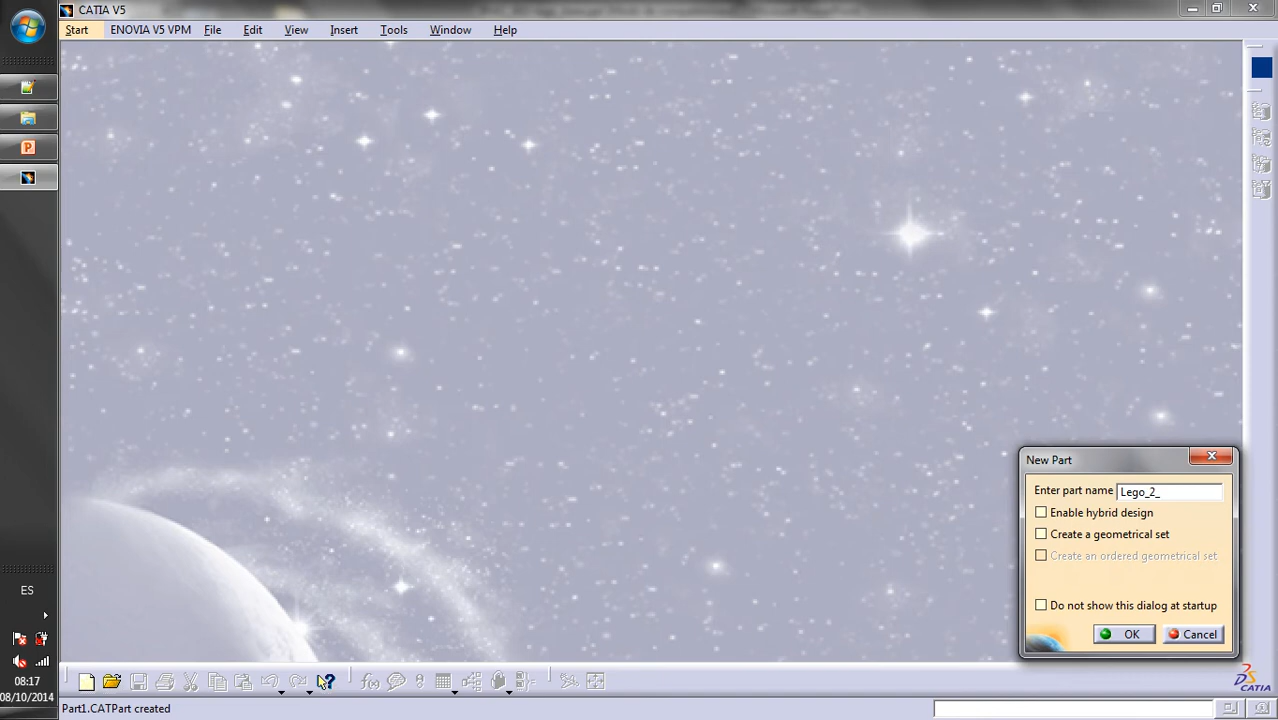 CATIA V5
Start ENOVIA V5 VPM File Edit View Insert Tools Window Help
New Part
Enter part name Lego_2_
Enable hybrid design
Create a geometrical set
Create an ordered geometrical set
Do not show this dialog at startup
OK Cancel
ES
08:17
08/10/2014
f(x)
CATIA
Part1.CATPart created